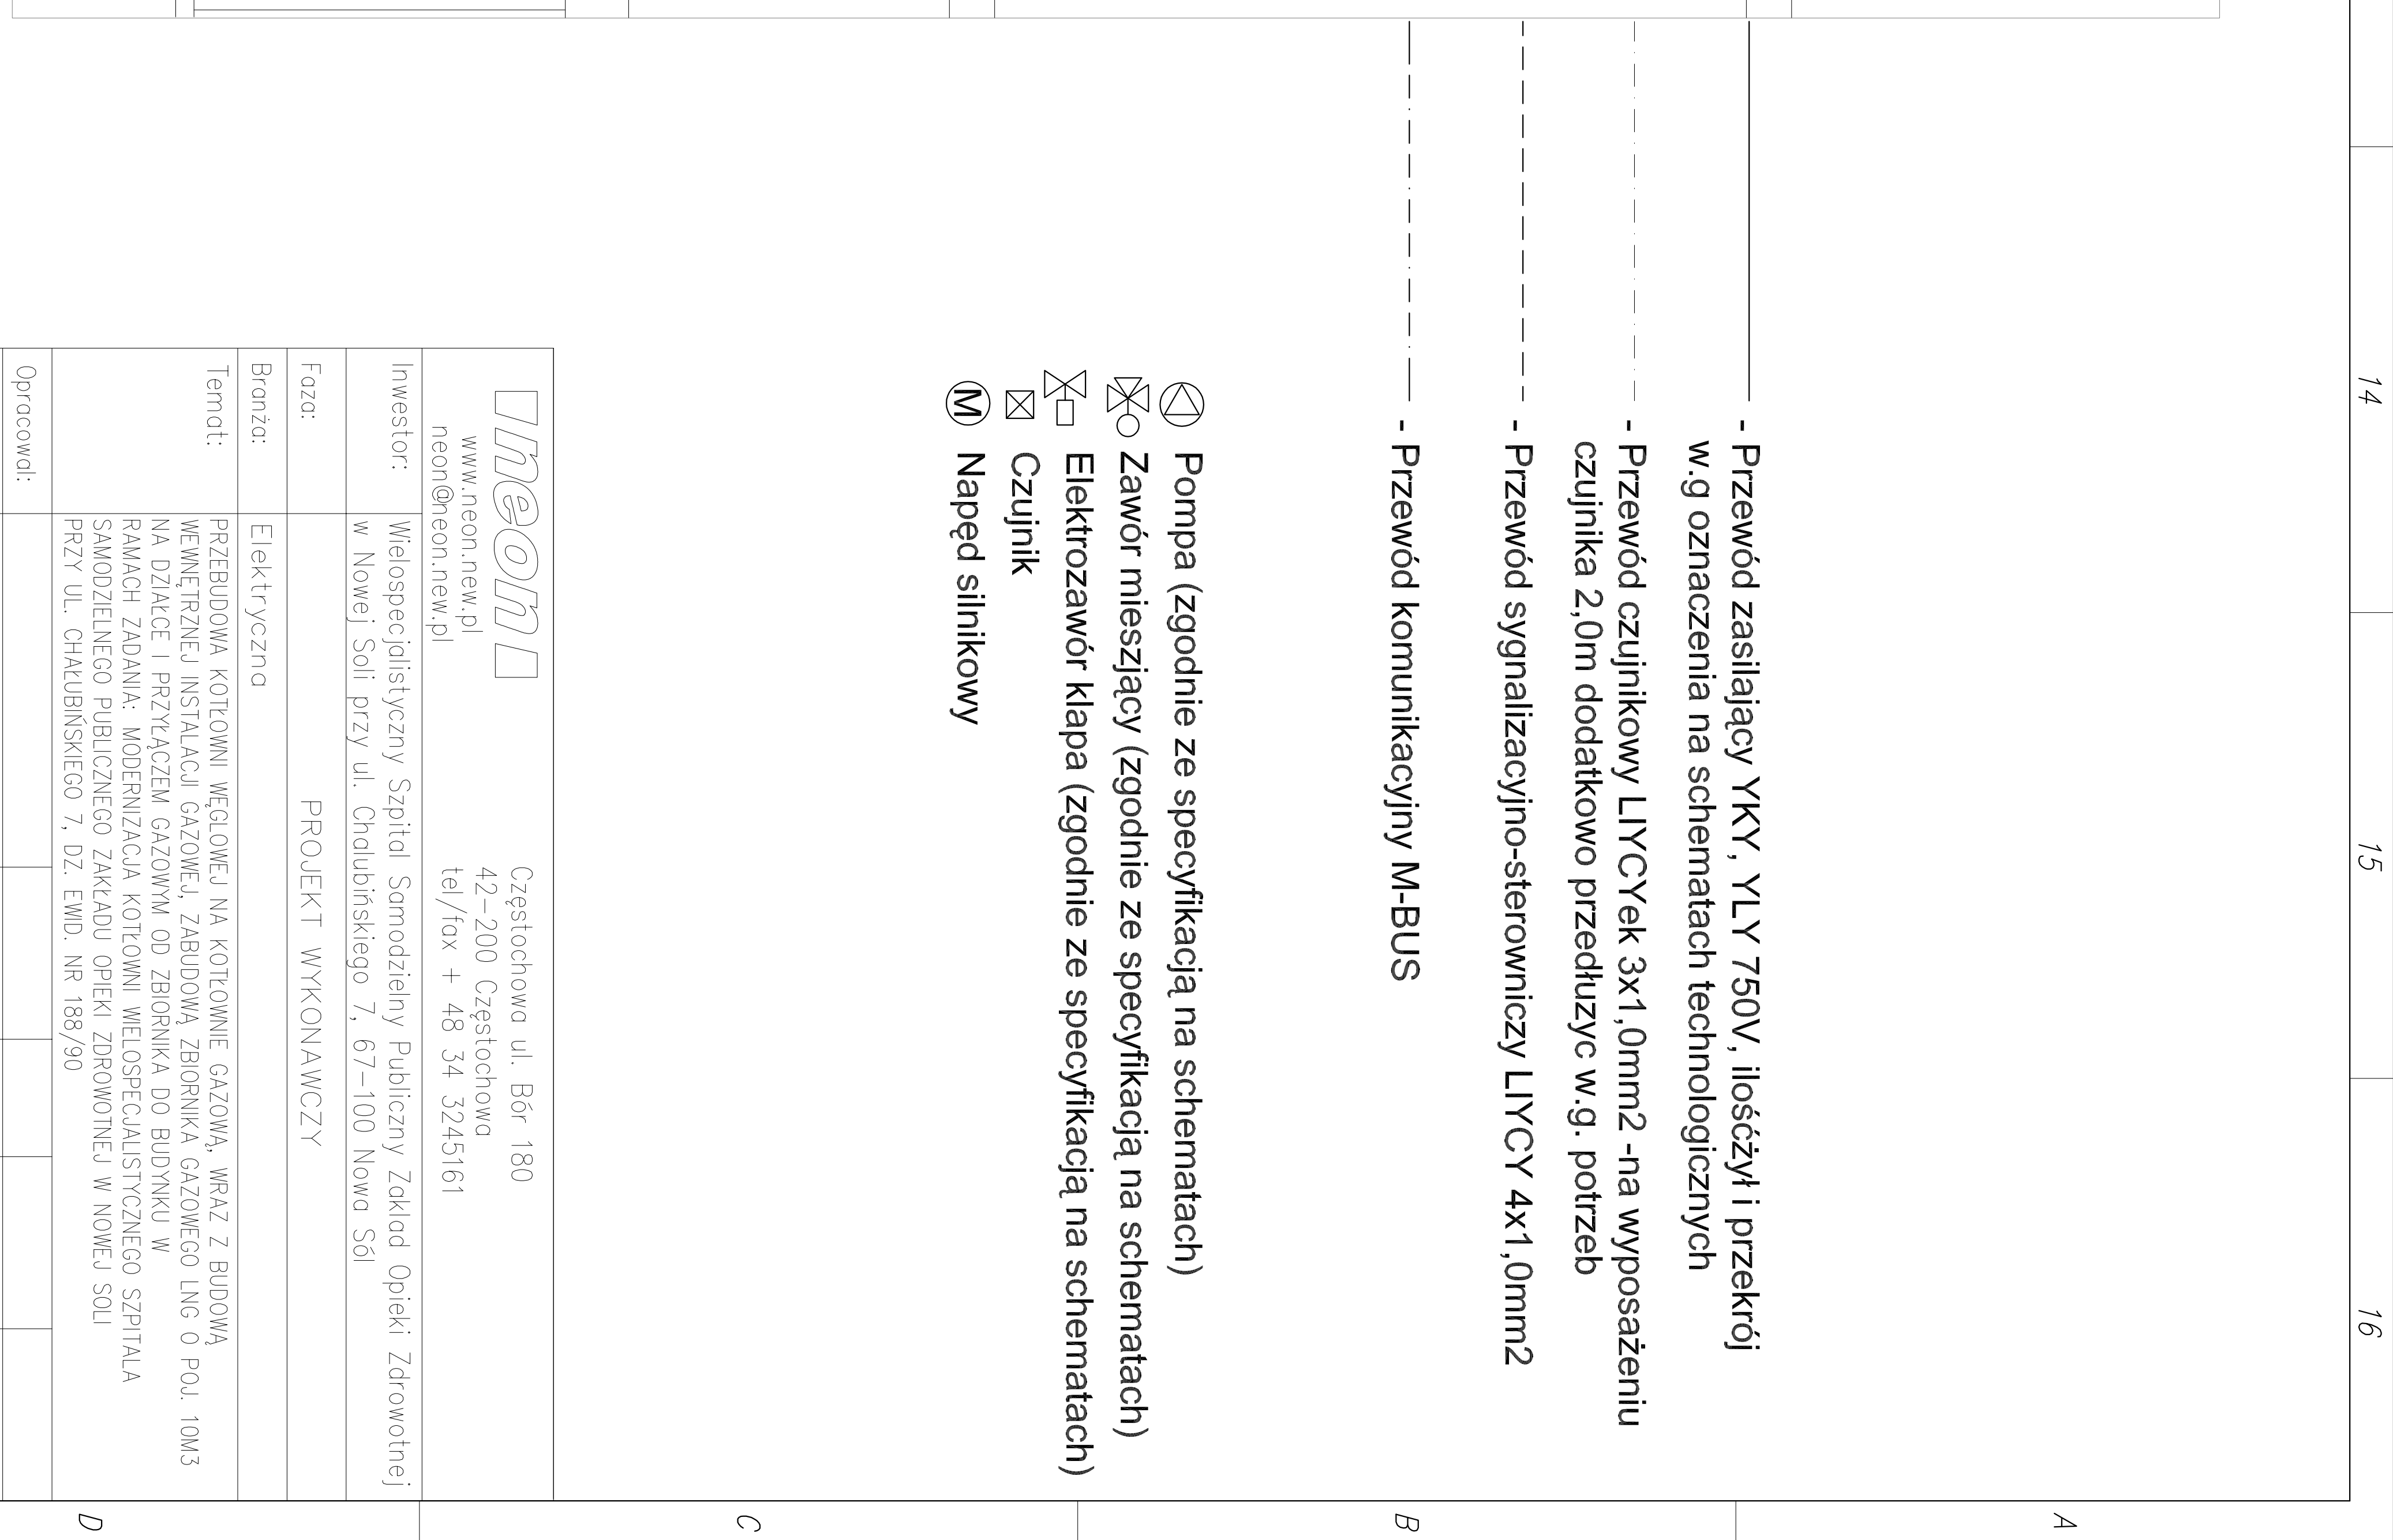 14
15
16
A
B
C
D
- Przewód zasilający YKY, YLY 750V, ilośćżył i przekrój
w.g oznaczenia na schematach technologicznych
- Przewód czujnikowy LIYCYek 3x1,0mm2 -na wyposażeniu
czujnika 2,0m dodatkowo przedłuzyc w.g. potrzeb
- Przewód sygnalizacyjno-sterowniczy LIYCY 4x1,0mm2
- Przewód komunikacyjny M-BUS
Pompa (zgodnie ze specyfikacją na schematach)
Zawór mieszjący (zgodnie ze specyfikacją na schematach)
Elektrozawór klapa (zgodnie ze specyfikacją na schematach)
Czujnik
M Napęd silnikowy
neon
www.neon.new.pl
neon@neon.new.pl
Częstochowa ul. Bór 180
42-200 Częstochowa
tel/fax + 48 34 3245161
Inwestor:
Wielospecjalistyczny Szpital Samodzielny Publiczny Zaklad Opieki Zdrowotnej
w Nowej Soli przy ul. Chalubińskiego 7, 67-100 Nowa Sól
Faza:
PROJEKT WYKONAWCZY
Branża:
Elektryczna
Temat:
PRZEBUDOWA KOTŁOWNI WĘGLOWEJ NA KOTŁOWNIE GAZOWĄ, WRAZ Z BUDOWĄ
WEWNĘTRZNEJ INSTALACJI GAZOWEJ, ZABUDOWĄ ZBIORNIKA GAZOWEGO LNG O POJ. 10M3
NA DZIAŁCE I PRZYŁĄCZEM GAZOWYM OD ZBIORNIKA DO BUDYNKU W
RAMACH ZADANIA: MODERNIZACJA KOTŁOWNI WIELOSPECJALISTYCZNEGO SZPITALA
SAMODZIELNEGO PUBLICZNEGO ZAKŁADU OPIEKI ZDROWOTNEJ W NOWEJ SOLI
PRZY UL. CHAŁUBIŃSKIEGO 7, DZ. EWID. NR 188/90
Opracowal: